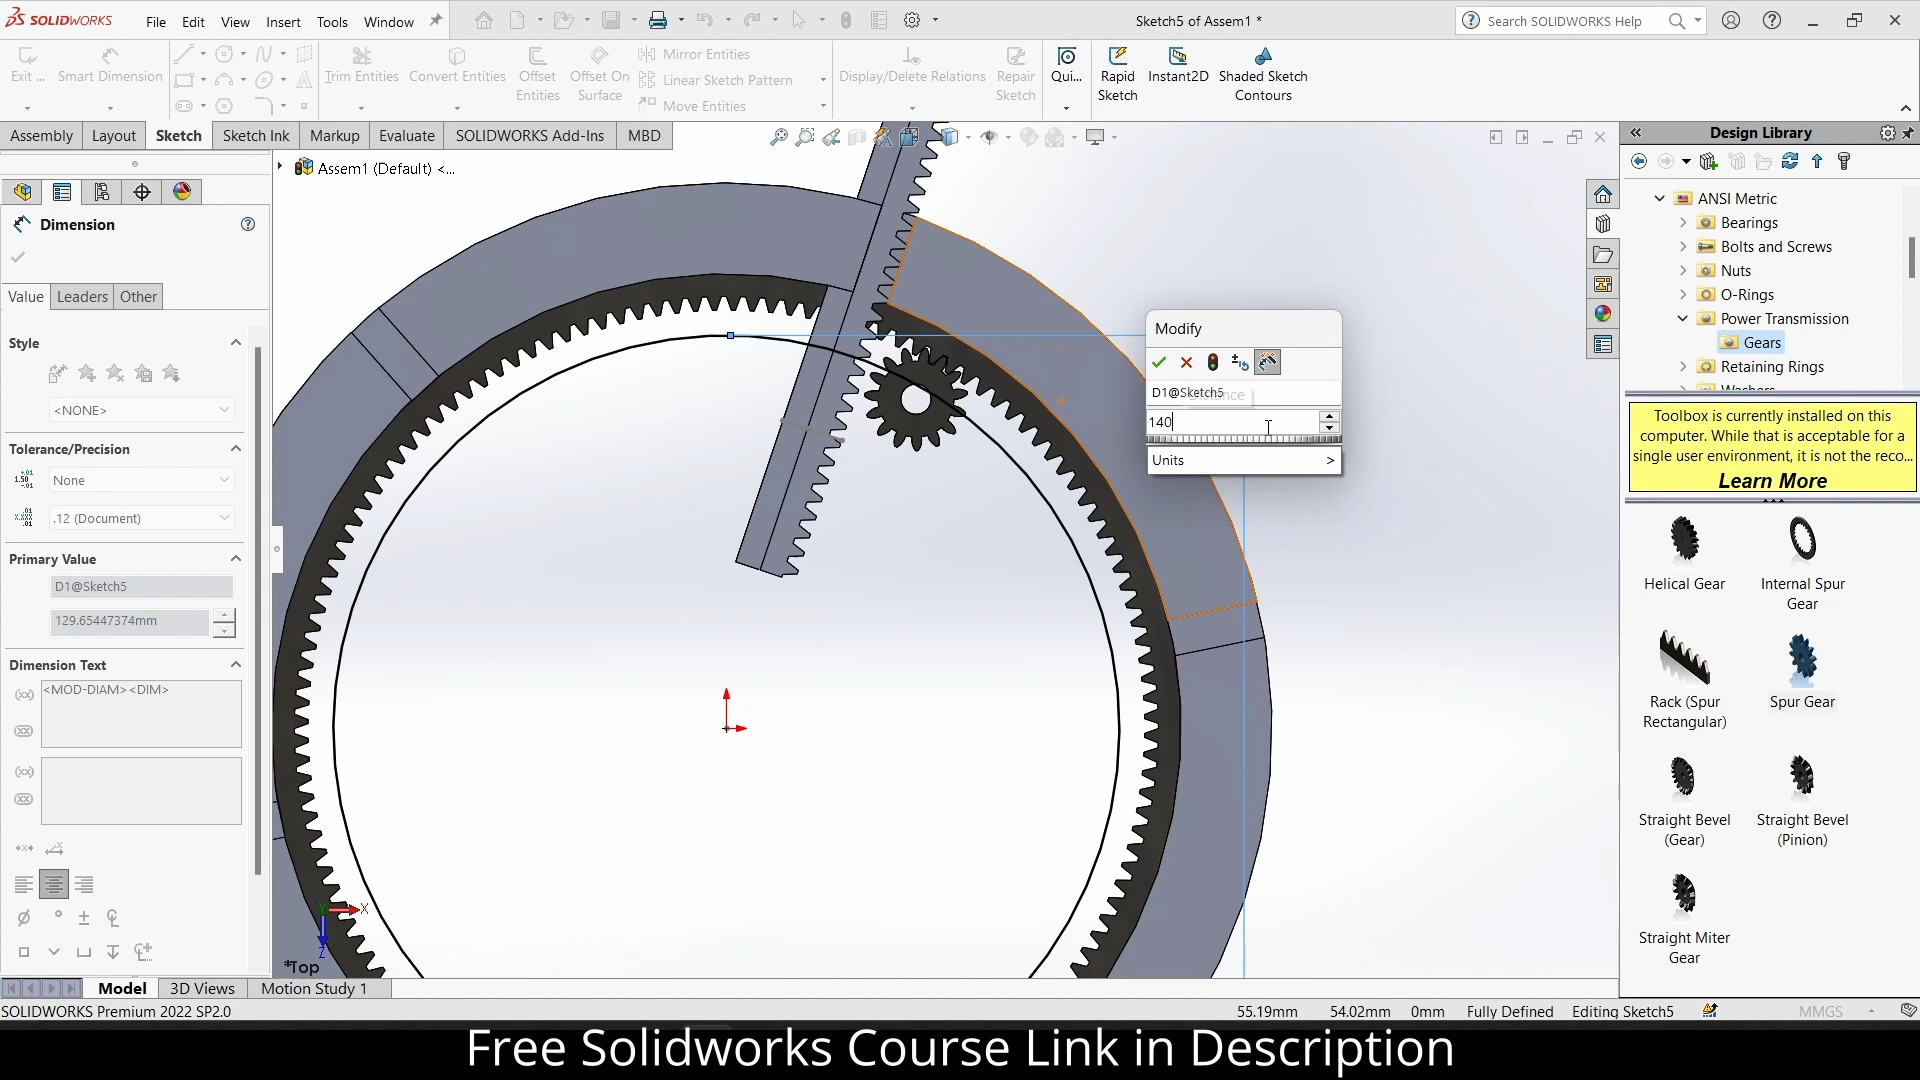 SOLIDWORKS
File Edit View Insert Tools Window
Sketch5 of Assem1 *
Search SOLIDWORKS Help
Exit ...
Smart Dimension
Trim Entities
Convert Entities
Offset
Entities
Offset On
Surface
Mirror Entities
Linear Sketch Pattern
Move Entities
Display/Delete Relations
Repair
Sketch
Qui...
Rapid
Sketch
Instant2D
Shaded Sketch
Contours
Assembly Layout Sketch Sketch Ink Markup Evaluate SOLIDWORKS Add-Ins MBD
Assem1 (Default) <...
Dimension
Value Leaders Other
Style
<NONE>
Tolerance/Precision
None
.12 (Document)
Primary Value
D1@Sketch5
129.65447374mm
Dimension Text
<MOD-DIAM><DIM>
Modify
D1@Sketch5
140
Units >
X
Y
Z
*Top
Design Library
ANSI Metric
Bearings
Bolts and Screws
Nuts
O-Rings
Power Transmission
Gears
Retaining Rings
Washers
Toolbox is currently installed on this
computer. While that is acceptable for a
single user environment, it is not the reco...
Learn More
Helical Gear
Internal Spur
Gear
Rack (Spur
Rectangular)
Spur Gear
Straight Bevel
(Gear)
Straight Bevel
(Pinion)
Straight Miter
Gear
Model 3D Views Motion Study 1
SOLIDWORKS Premium 2022 SP2.0
55.19mm 54.02mm 0mm Fully Defined Editing Sketch5 MMGS
Free Solidworks Course Link in Description